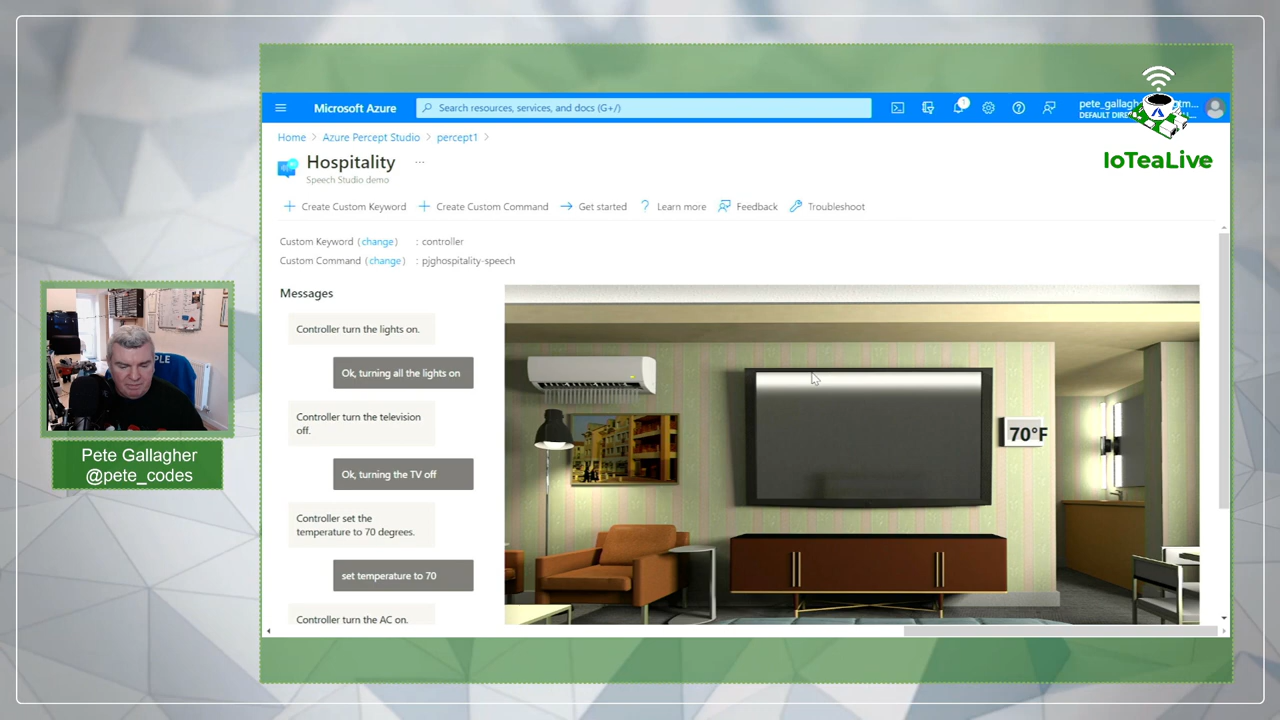 Microsoft Azure
Search resources, services, and docs (G+/)
1
DEFAULT
IoTeaLive
Home > Azure Percept Studio > percept1 >
Hospitality ...
Speech Studio demo
+ Create Custom Keyword + Create Custom Command → Get started ? Learn more Feedback Troubleshoot
Custom Keyword (change) : controller
Custom Command (change) : pjghospitality-speech
Messages
Controller turn the lights on.
Ok, turning all the lights on
Controller turn the television
off.
Ok, turning the TV off
Controller set the
temperature to 70 degrees.
set temperature to 70
Controller turn the AC on.
70°F
Pete Gallagher
@pete_codes